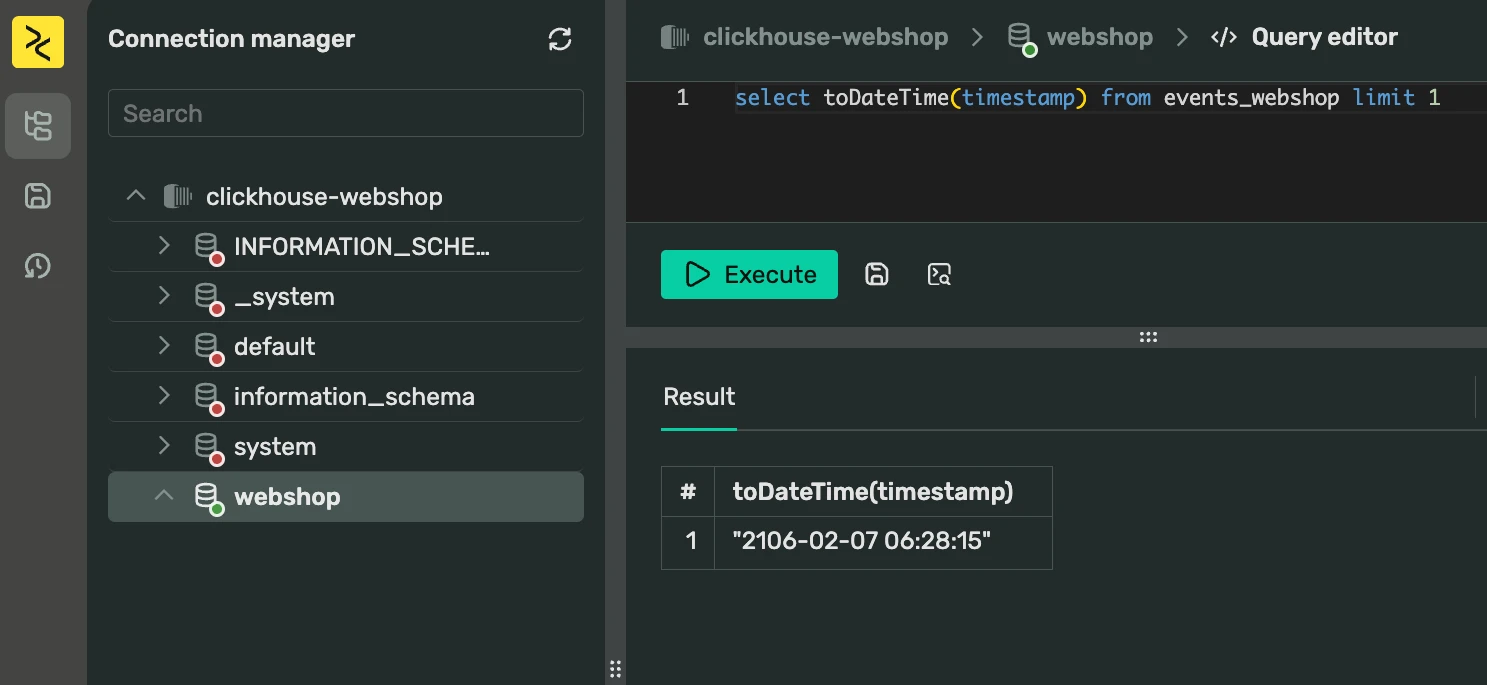 Connection manager
Search
clickhouse-webshop
INFORMATION_SCHE...
_system
default
information_schema
system
webshop
clickhouse-webshop > webshop > </> Query editor
1 select toDateTime(timestamp) from events_webshop limit 1
Execute
Result
# toDateTime(timestamp)
1 "2106-02-07 06:28:15"